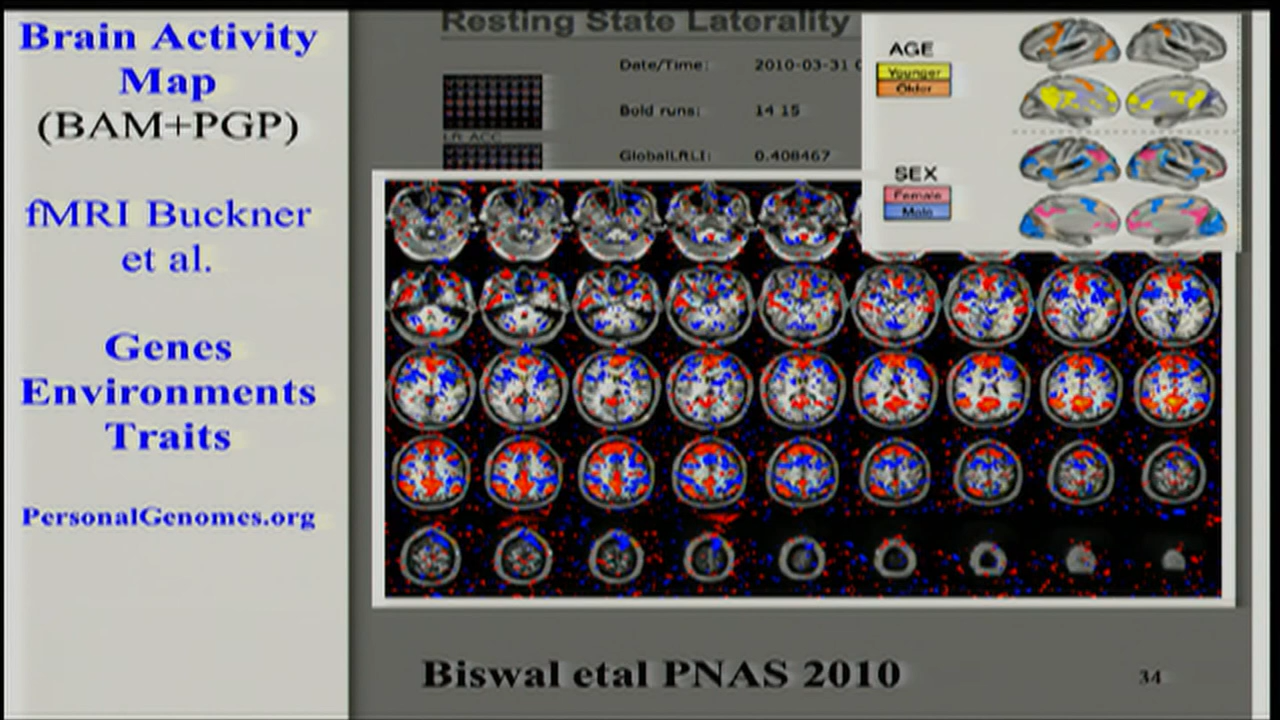 Brain Activity
Map
(BAM+PGP)
fMRI Buckner
et al.
Genes
Environments
Traits
PersonalGenomes.org
Resting State Laterality
Date/Time: 2010-03-31
Bold runs: 14 15
GlobalLRLI: 0.408467
LR ACC
AGE
Younger
Older
SEX
Female
Male
Biswal etal PNAS 2010
34